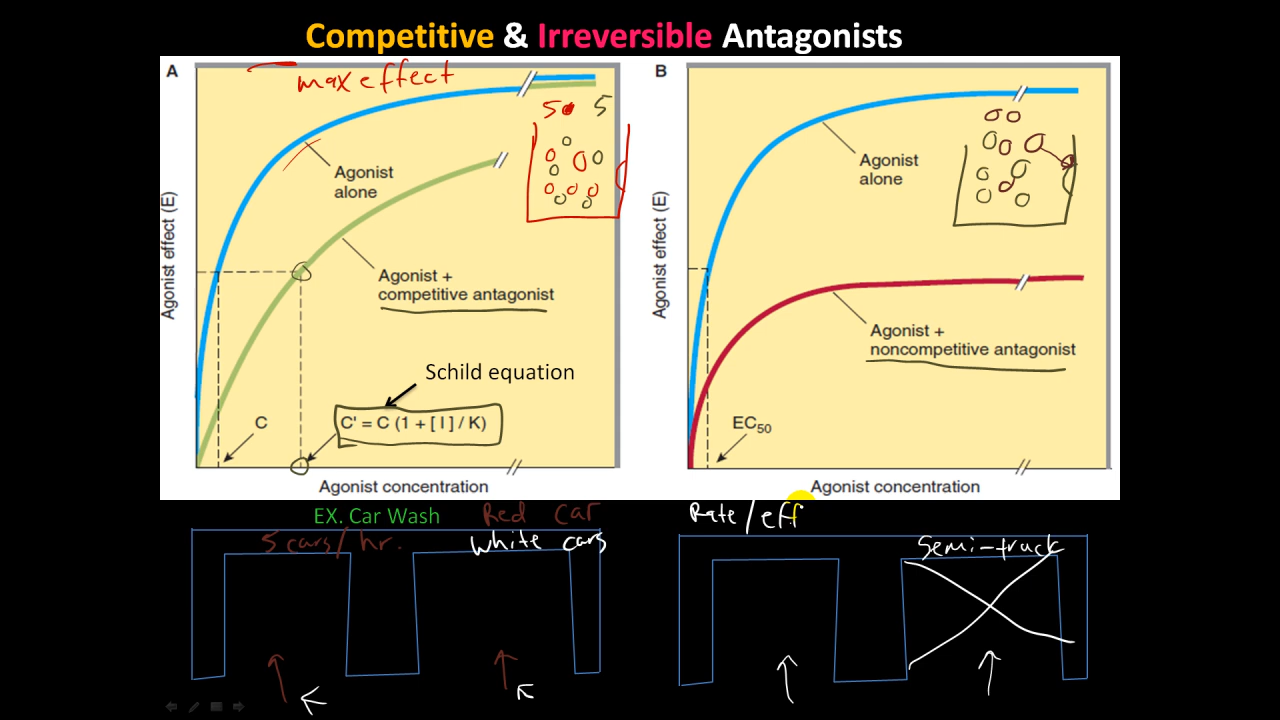 Competitive & Irreversible Antagonists
A
max effect
50 5
Agonist
alone
Agonist +
competitive antagonist
Schild equation
C' = C (1 + [ I ] / K)
C
Agonist effect (E)
Agonist concentration
B
Agonist
alone
Agonist +
noncompetitive antagonist
EC50
Agonist effect (E)
Agonist concentration
EX. Car Wash
Red Car
5 cars/hr.
white cars
Rate/eff
Semi-truck